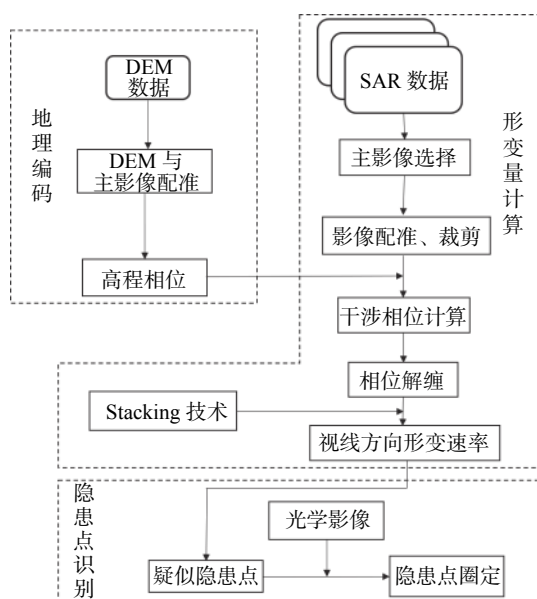 DEM
数据
地理编码
DEM 与
主影像配准
高程相位
SAR 数据
形变量计算
主影像选择
影像配准、裁剪
干涉相位计算
相位解缠
Stacking 技术
视线方向形变速率
隐患点识别
光学影像
疑似隐患点
隐患点圈定